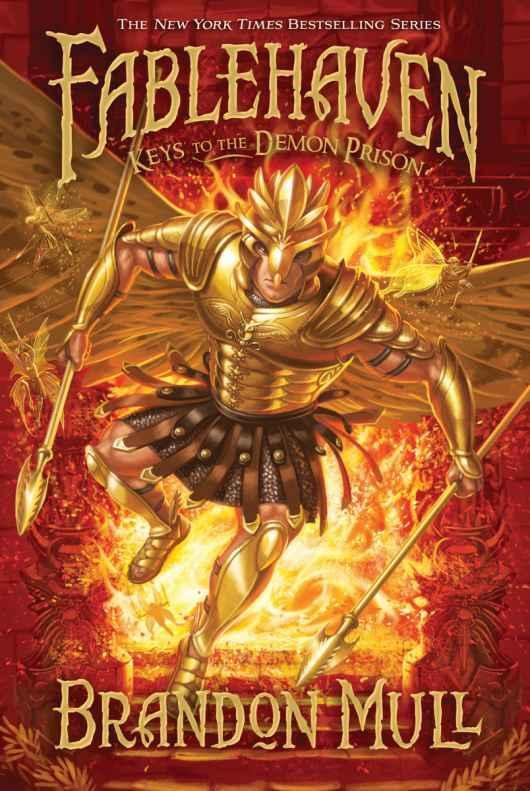 The New York Times Bestselling Series
Fablehaven
Keys to the Demon Prison
Brandon Mull